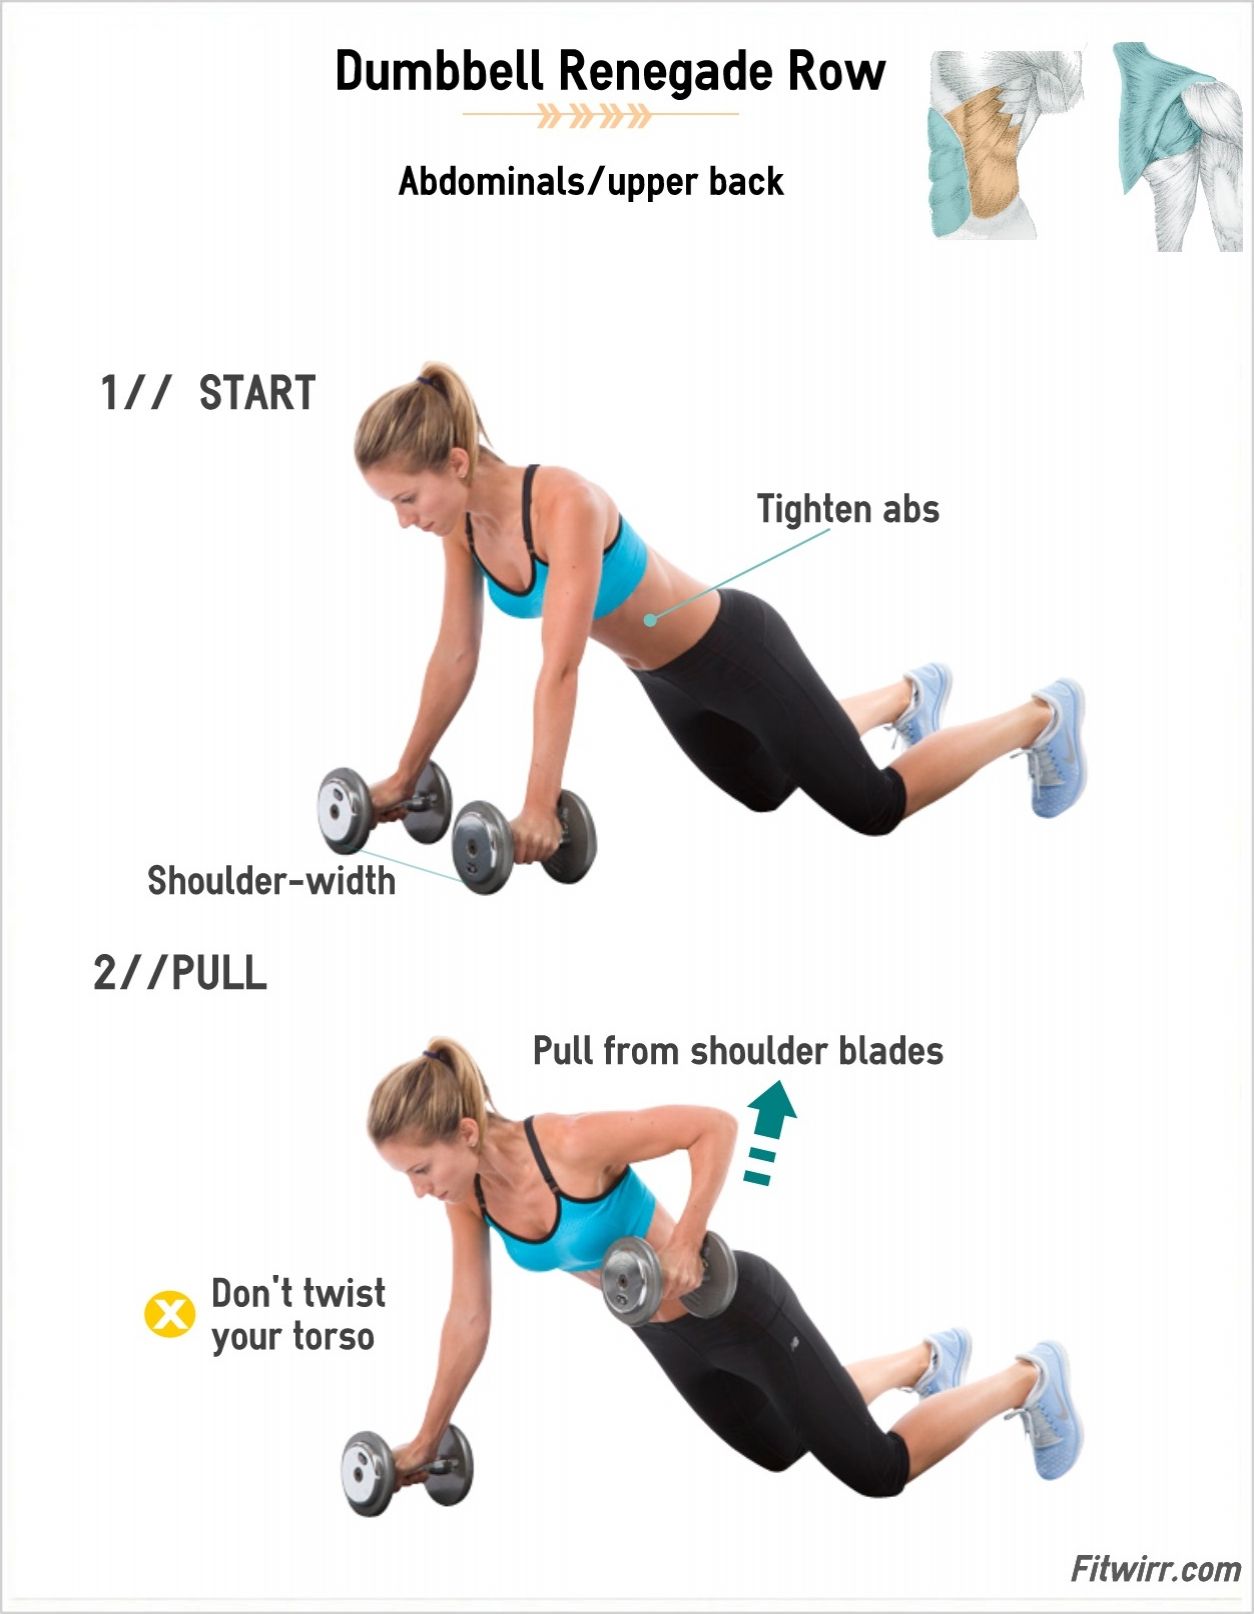 Dumbbell Renegade Row
Abdominals/upper back
1// START
Tighten abs
Shoulder-width
2//PULL
Pull from shoulder blades
X
Don't twist
your torso
Fitwirr.com